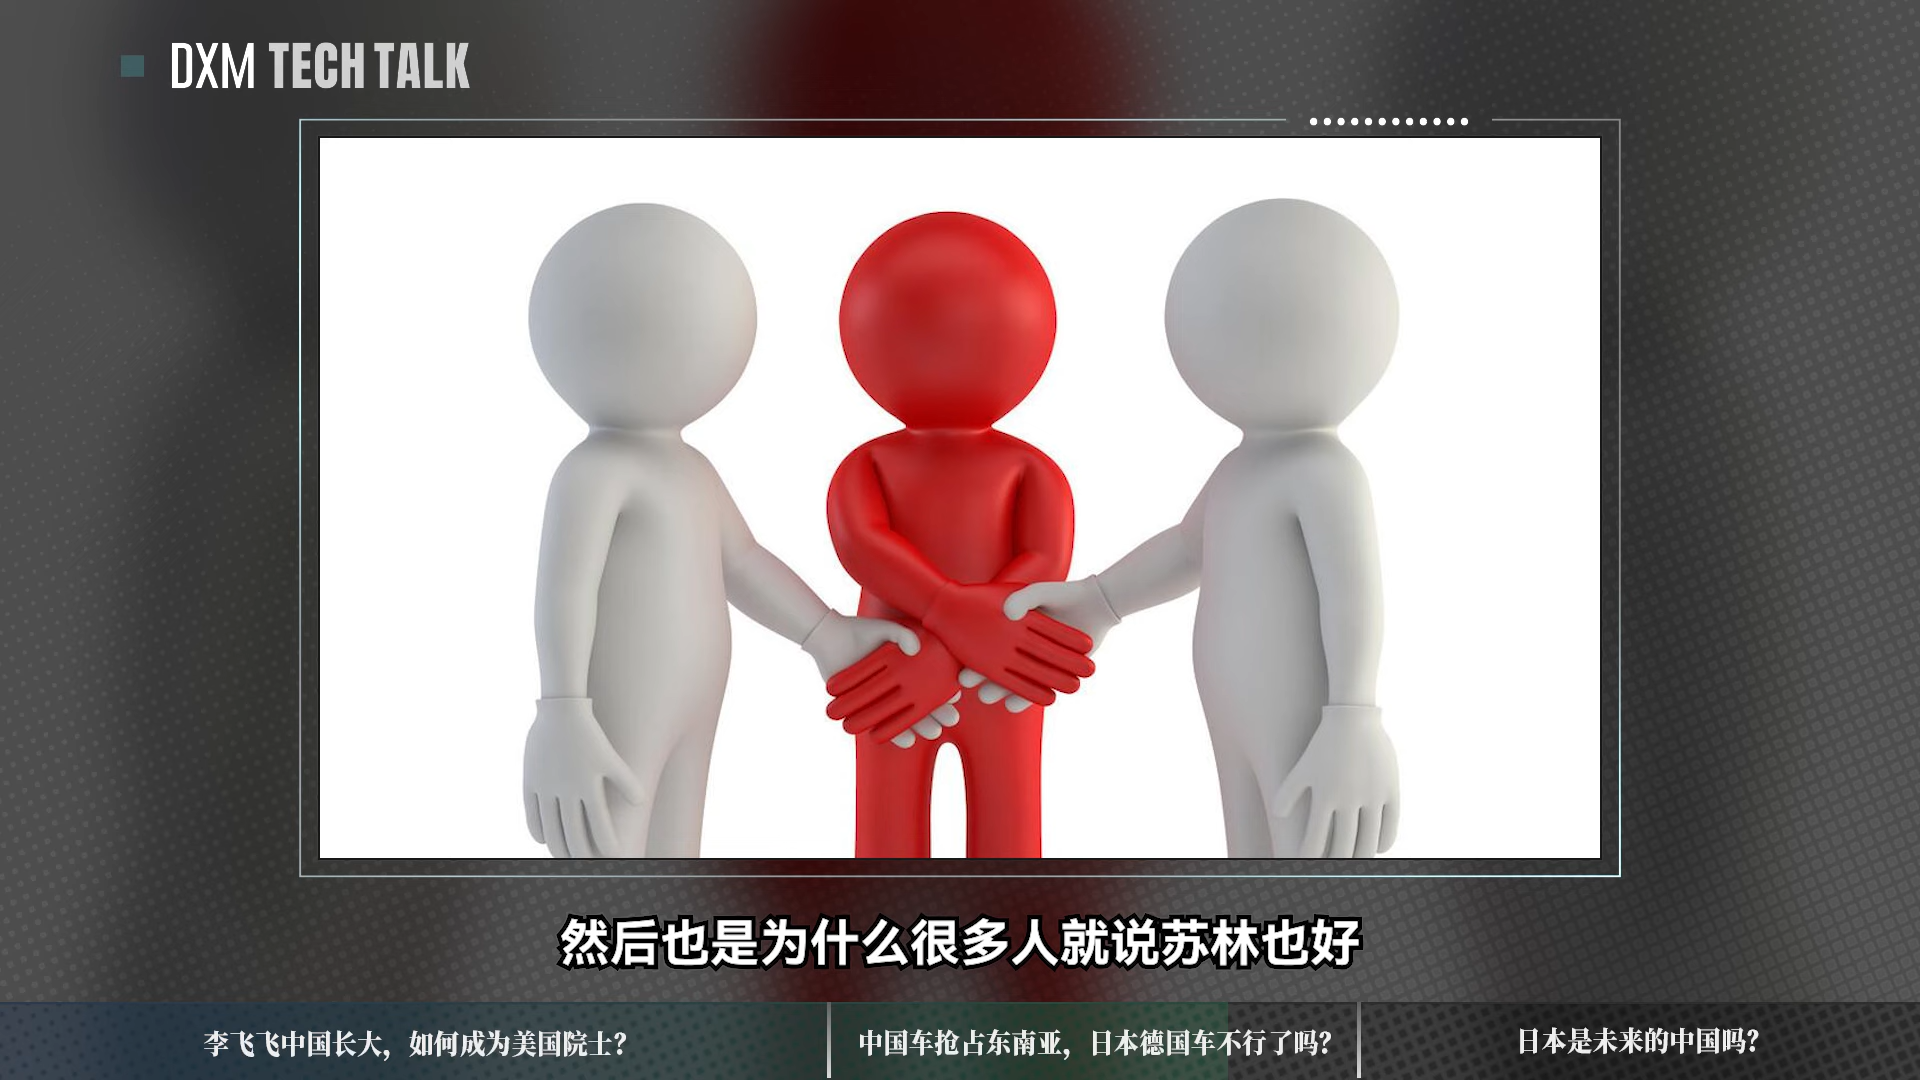 DXM TECH TALK
然后也是为什么很多人就说苏林也好
李飞飞中国长大，如何成为美国院士？
中国车抢占东南亚，日本德国车不行了吗？
日本是未来的中国吗？